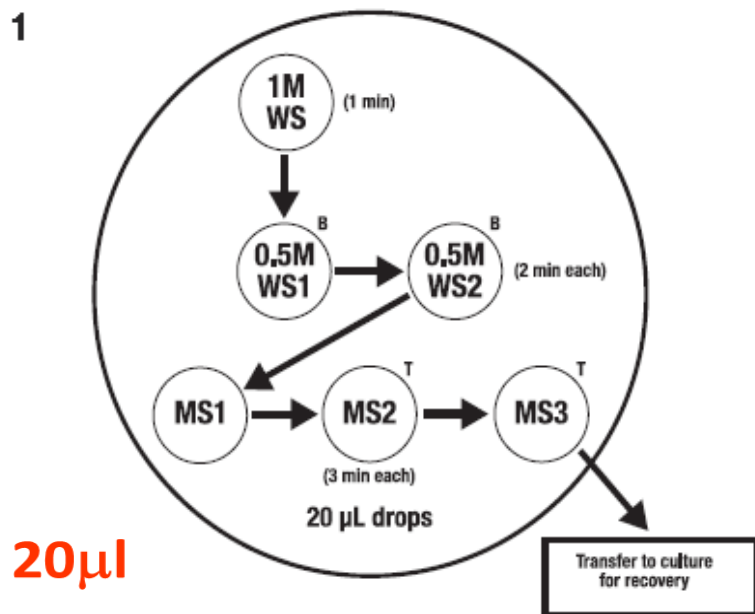 1
1M
WS
(1 min)
B
0.5M
WS1
B
0.5M
WS2
(2 min each)
MS1
T
MS2
(3 min each)
T
MS3
20 µL drops
20µl
Transfer to culture
for recovery